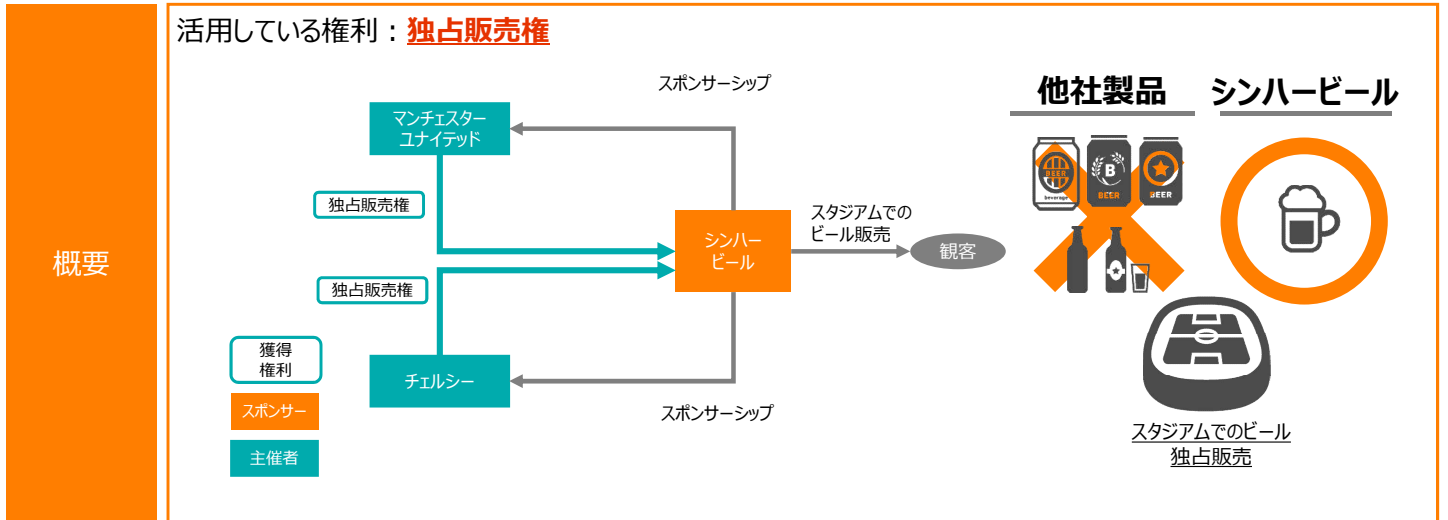 概要
活用している権利：独占販売権
スポンサーシップ
マンチェスター
ユナイテッド
独占販売権
独占販売権
シンハー
ビール
スタジアムでの
ビール販売
観客
チェルシー
スポンサーシップ
獲得
権利
スポンサー
主催者
他社製品
シンハービール
BEER
beverage
B
BEER
BEER
スタジアムでのビール
独占販売